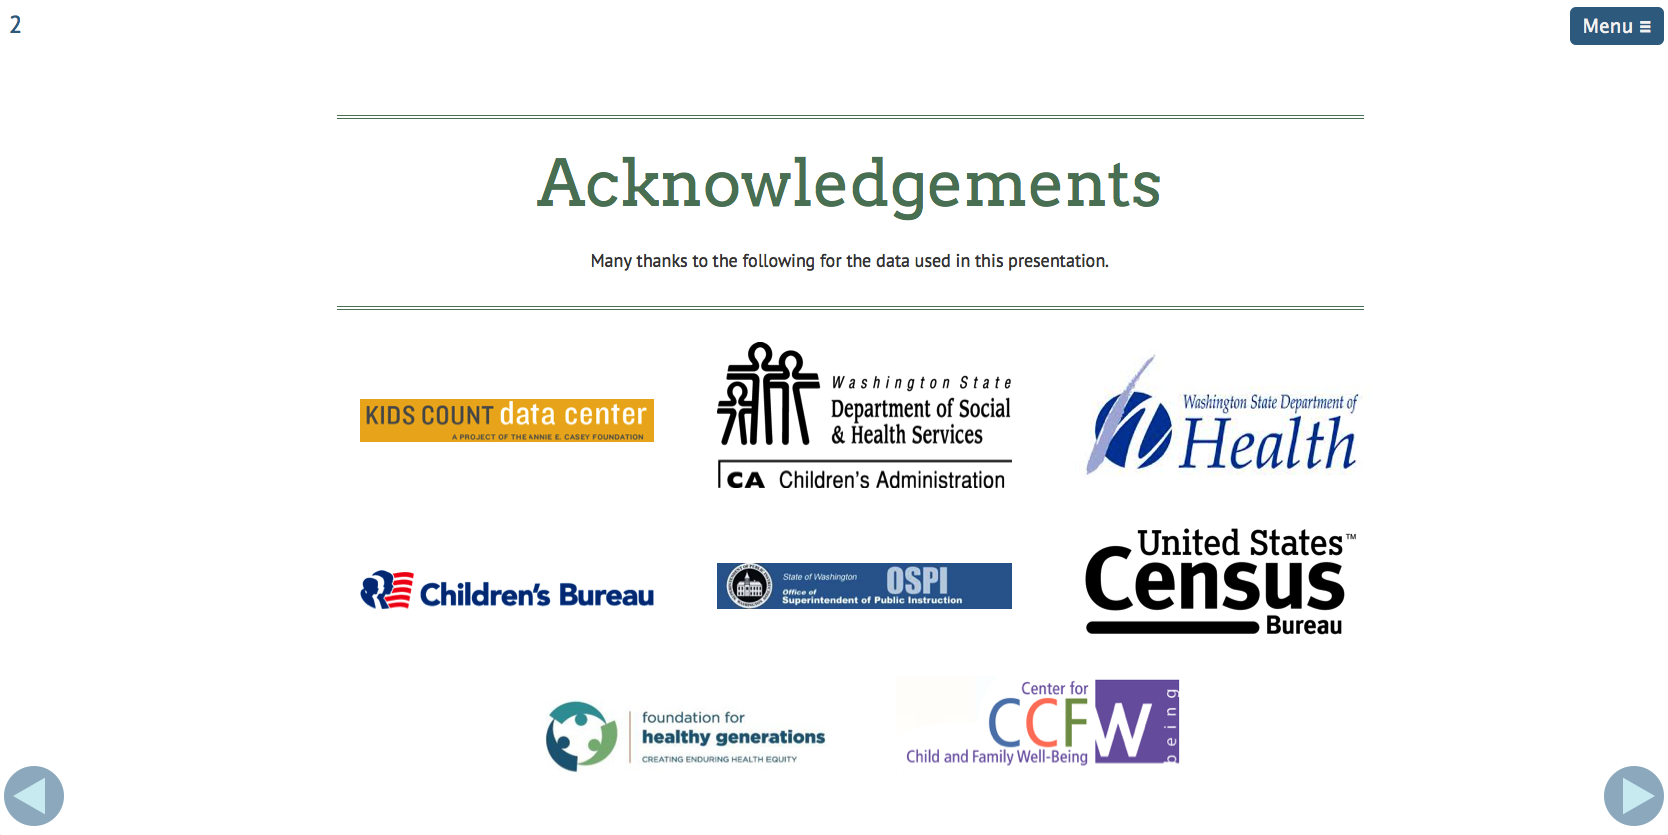 2
Menu
Acknowledgements
Many thanks to the following for the data used in this presentation.
KIDS COUNT data center
A PROJECT OF THE ANNIE E. CASEY FOUNDATION
Washington State
Department of Social
& Health Services
CA Children's Administration
Washington State Department of
Health
Children's Bureau
State of Washington
OSPI
Office of
Superintendent of Public Instruction
United States
TM
Census
Bureau
foundation for
healthy generations
CREATING ENDURING HEALTH EQUITY
Center for
CCFW
Child and Family Well-Being
being